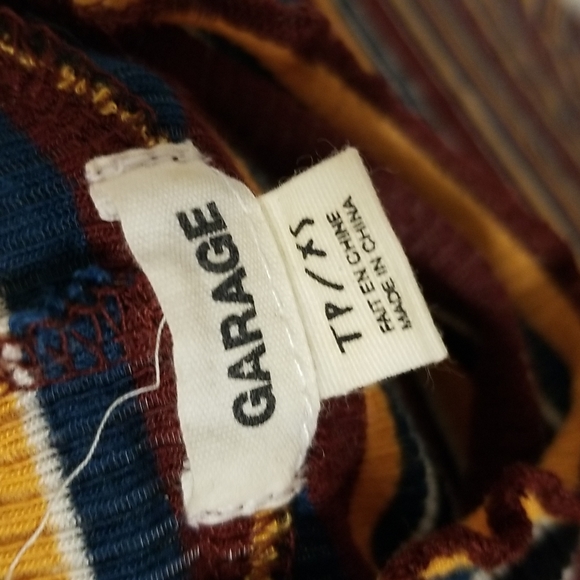 GARAGE
TP/XS
FAIT EN CHINE
MADE IN CHINA